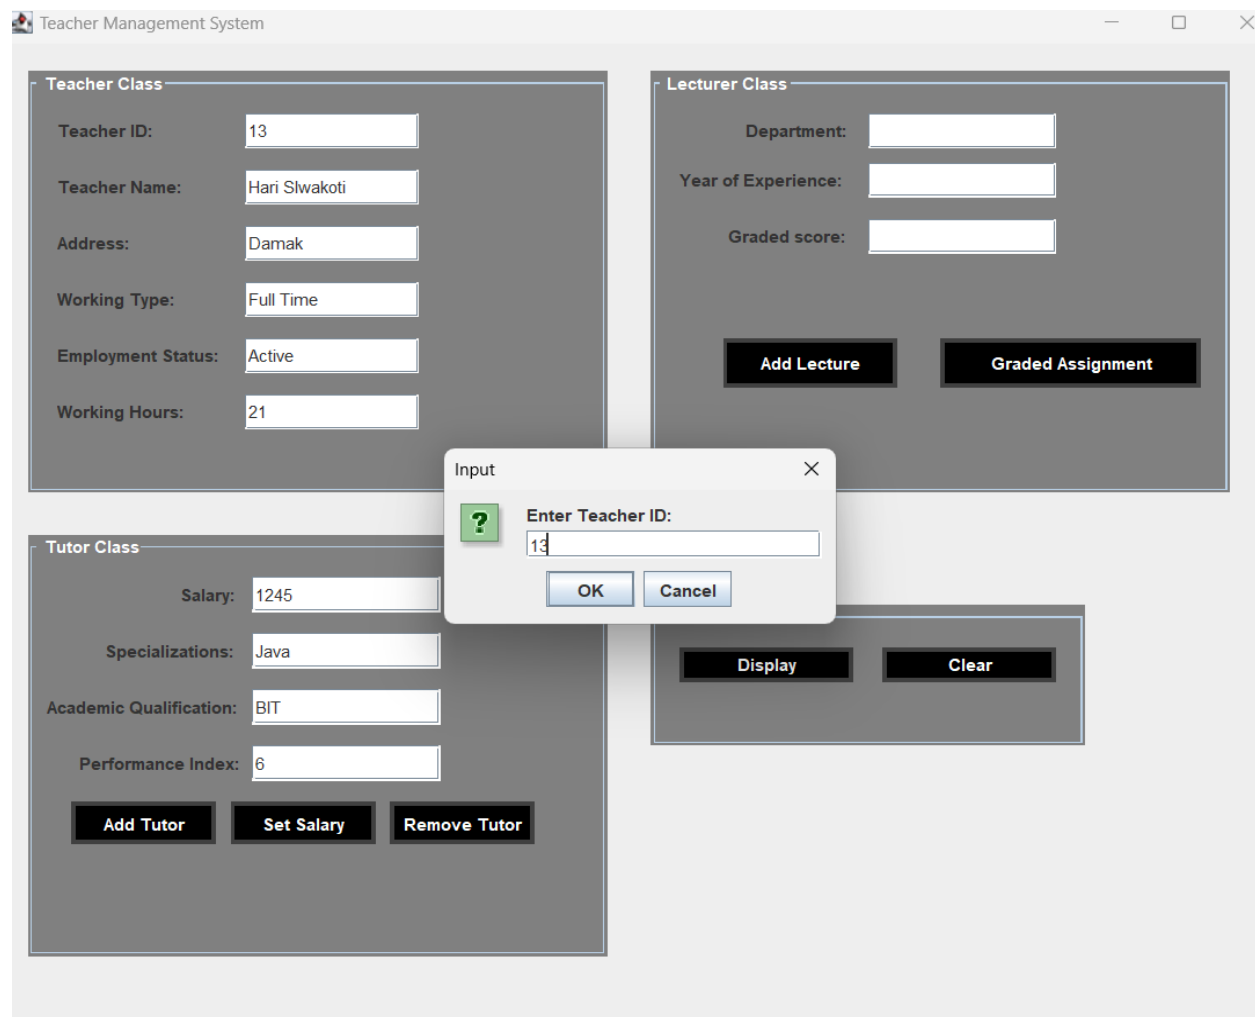 Teacher Management System
Teacher Class
Teacher ID: 13
Teacher Name: Hari Slwakoti
Address: Damak
Working Type: Full Time
Employment Status: Active
Working Hours: 21
Lecturer Class
Department:
Year of Experience:
Graded score:
Add Lecture Graded Assignment
Input
? Enter Teacher ID:
13
OK Cancel
Tutor Class
Salary: 1245
Specializations: Java
Academic Qualification: BIT
Performance Index: 6
Add Tutor Set Salary Remove Tutor
Display Clear